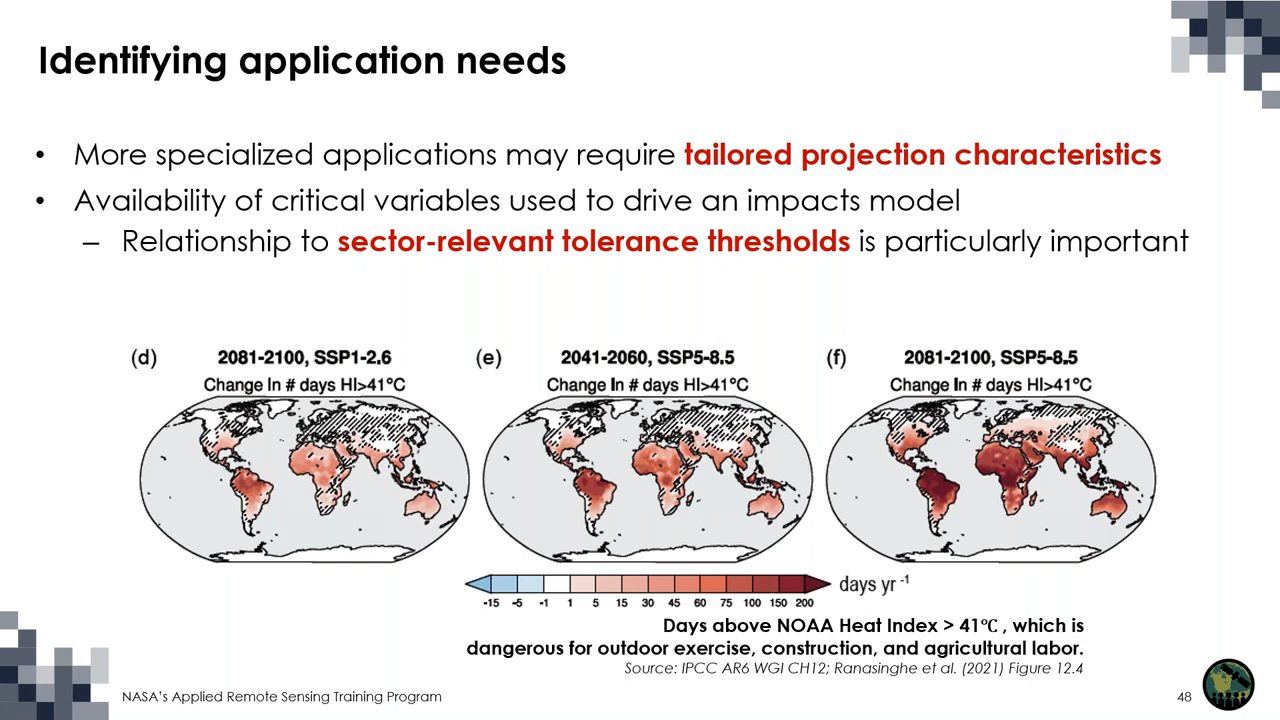 Identifying application needs
• More specialized applications may require tailored projection characteristics
• Availability of critical variables used to drive an impacts model
– Relationship to sector-relevant tolerance thresholds is particularly important
(d) 2081-2100, SSP1-2.6
Change In # days HI>41°C
(e) 2041-2060, SSP5-8.5
Change In # days HI>41°C
(f) 2081-2100, SSP5-8.5
Change In # days HI>41°C
-15 -5 -1 1 5 15 30 45 60 75 100 150 200
days yr -1
Days above NOAA Heat Index > 41℃ , which is
dangerous for outdoor exercise, construction, and agricultural labor.
Source: IPCC AR6 WGI CH12; Ranasinghe et al. (2021) Figure 12.4
NASA's Applied Remote Sensing Training Program
48